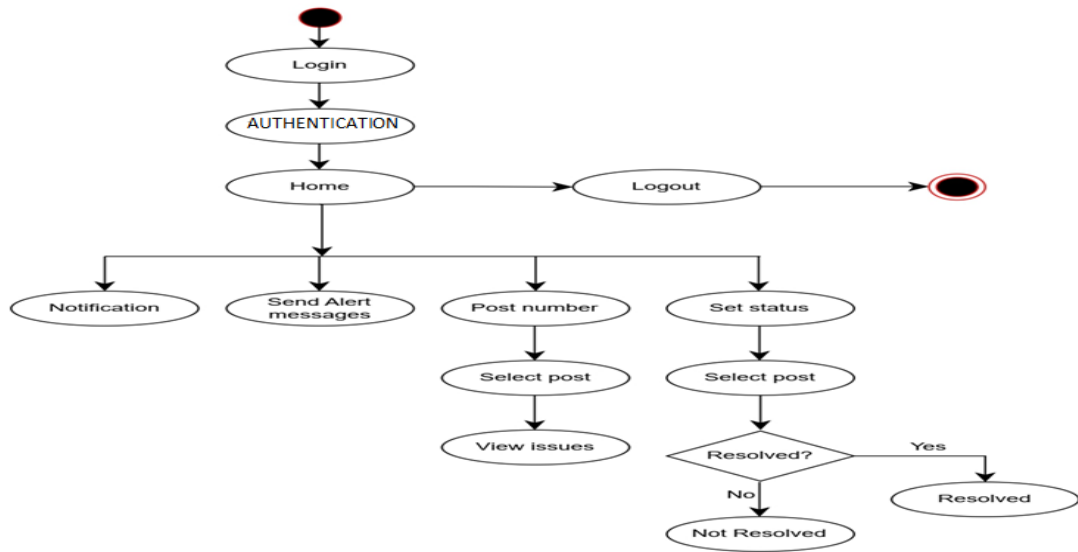 Login
AUTHENTICATION
Home
Logout
Notification
Send Alert
messages
Post number
Set status
Select post
Select post
View issues
Resolved?
Yes
No
Resolved
Not Resolved